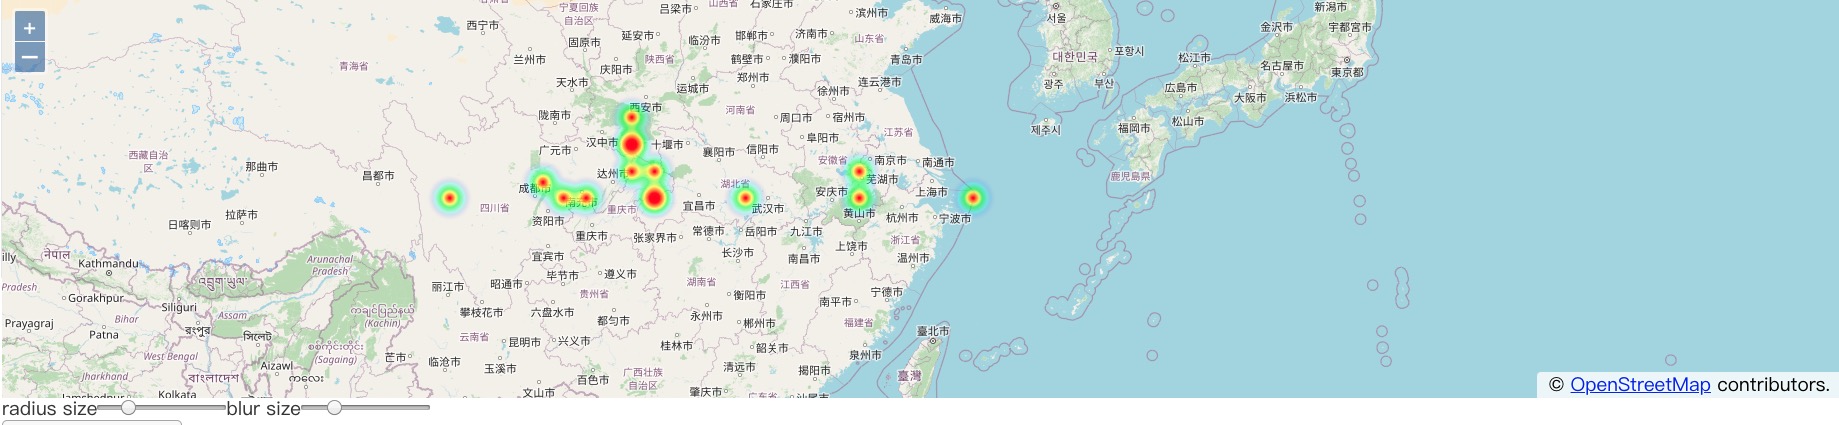 宁夏回族
自治区
吕梁市
山西省
石家庄市
滨州市
威海市
서울
新潟市
西宁市
延安市
邯郸市
济南市
金沢市
宇都宮市
固原市
临汾市
山东省
포항시
兰州市
陕西省
鹤壁市
濮阳市
青岛市
대한민국
松江市
青海省
庆阳市
郑州市
名古屋市
東京都
天水市
运城市
连云港市
광주
부산
広島市
徐州市
大阪市
浜松市
陇南市
西安市
河南省
周口市
宿州市
松山市
제주시
福岡市
江苏省
汉中市
十堰市
阜阳市
广元市
襄阳市
信阳市
西藏自治
区
那曲市
安徽省
南京市
南通市
昌都市
达州市
芜湖市
鹿児島県
成都市
湖北省
安庆市
上海市
南充市
四川省
重庆市
宜昌市
武汉市
拉萨市
黄山市
杭州市
宁波市
日喀则市
资阳市
重庆市
张家界市
常德市
岳阳市
九江市
浙江省
上饶市
नेपाल
illy
宜宾市
长沙市
南昌市
温州市
Kathmandu
Arunachal
Pradesh
འབྲུག་ཡུལ
毕节市
遵义市
Pradesh
丽江市
昭通市
湖南省
江西省
Gorakhpur
贵州省
衡阳市
宁德市
Siliguri
南平市
Bihar
Assam
(Kachin)
攀枝花市
六盘水市
永州市
Prayagraj
都匀市
郴州市
福建省
রংপুর
সিলেট
Patna
臺北市
云南省
昆明市
兴义市
桂林市
韶关市
泉州市
West Bengal
(Sagaing)
芒市
临沧市
Aizawl
玉溪市
清远市
揭阳市
广西壮族
自治区
臺灣
Jharkhand
বাংলাদেশ
百色市
Kolkata
文山市
肇庆市
广东省
汕尾市
© OpenStreetMap contributors.
radius size
blur size